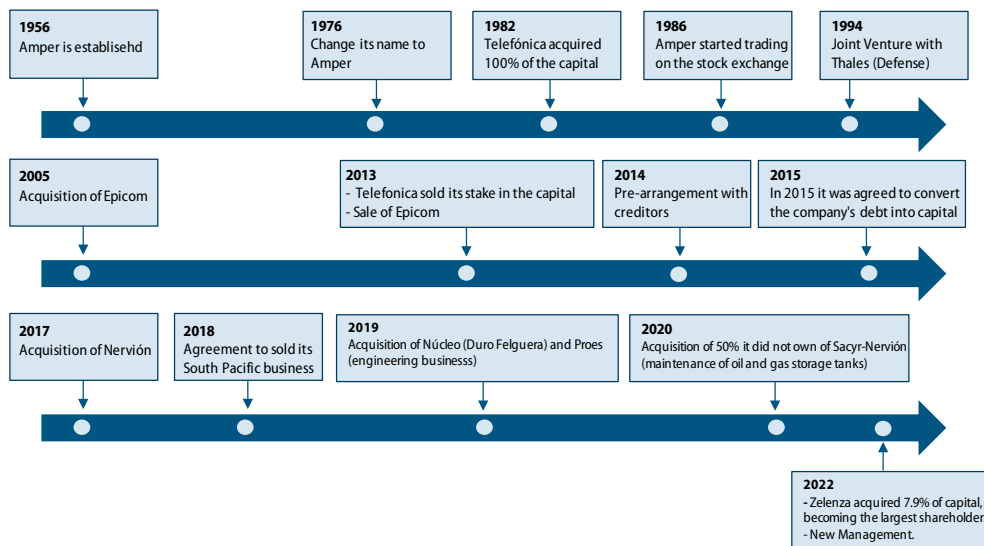 1956
Amper is establisehd
1976
Change its name to
Amper
1982
Telefónica acquired
100% of the capital
1986
Amper started trading
on the stock exchange
1994
Joint Venture with
Thales (Defense)
2005
Acquisition of Epicom
2013
- Telefonica sold its stake in the capital
- Sale of Epicom
2014
Pre-arrangement with
creditors
2015
In 2015 it was agreed to convert
the company's debt into capital
2017
Acquisition of Nervión
2018
Agreement to sold its
South Pacific business
2019
Acquisition of Núcleo (Duro Felguera) and Proes
(engineering businesss)
2020
Acquisition of 50% it did not own of Sacyr-Nervión
(maintenance of oil and gas storage tanks)
2022
- Zelenza acquired 7.9% of capital,
becoming the largest shareholder
- New Management.